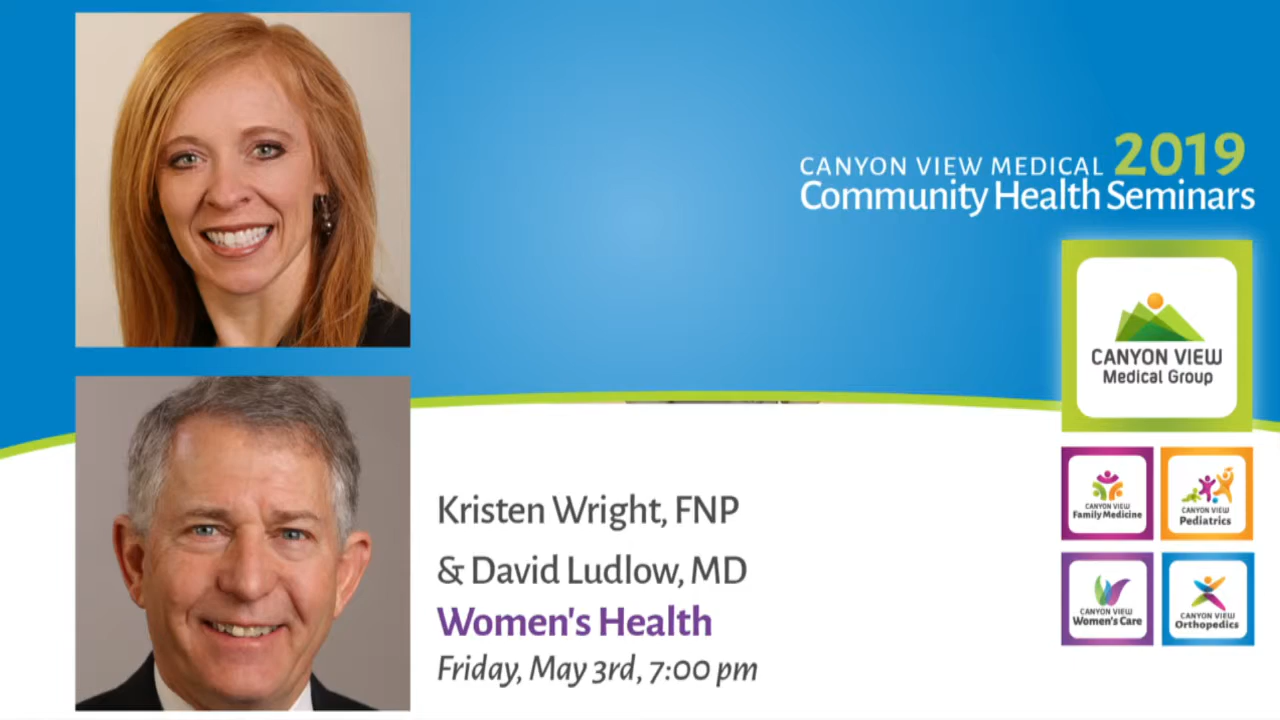 CANYON VIEW MEDICAL 2019
Community Health Seminars
CANYON VIEW
Medical Group
CANYON VIEW
Family Medicine
CANYON VIEW
Pediatrics
CANYON VIEW
Women's Care
CANYON VIEW
Orthopedics
Kristen Wright, FNP
& David Ludlow, MD
Women's Health
Friday, May 3rd, 7:00 pm